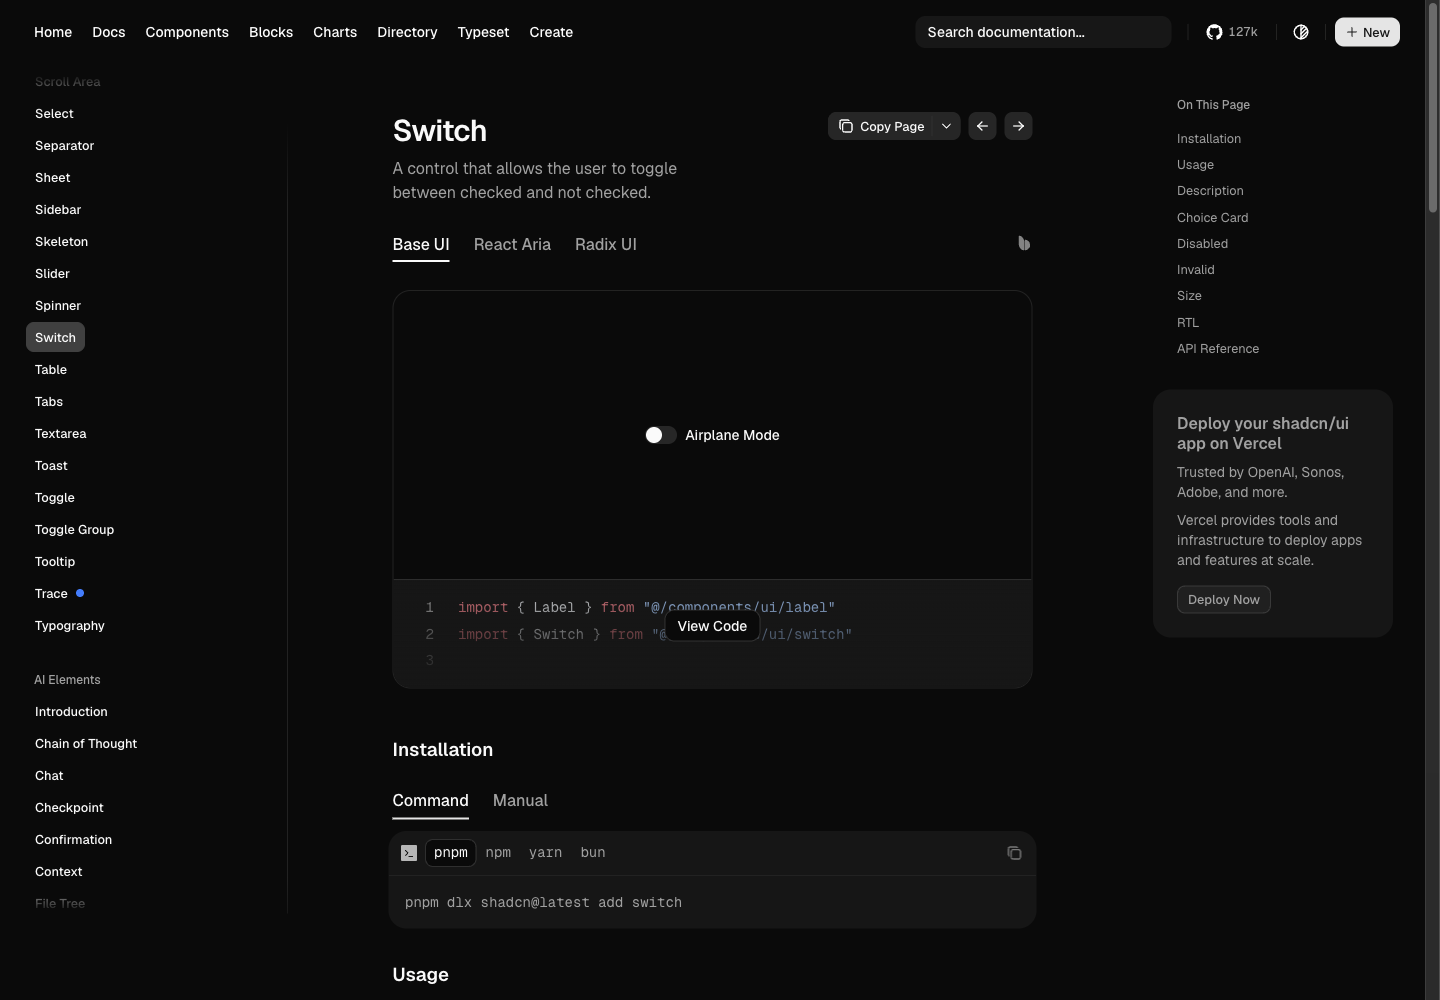 Home Docs Components Blocks Charts Directory Typeset Create
Search documentation...
127k
New
Scroll Area
Select
Separator
Sheet
Sidebar
Skeleton
Slider
Spinner
Switch
Table
Tabs
Textarea
Toast
Toggle
Toggle Group
Tooltip
Trace
Typography
AI Elements
Introduction
Chain of Thought
Chat
Checkpoint
Confirmation
Context
File Tree
Switch
Copy Page
A control that allows the user to toggle
between checked and not checked.
Base UI React Aria Radix UI
Airplane Mode
1 import { Label } from "@/components/ui/label"
2 import { Switch } from "@/ui/switch"
View Code
3
Installation
Command Manual
pnpm npm yarn bun
pnpm dlx shadcn@latest add switch
Usage
On This Page
Installation
Usage
Description
Choice Card
Disabled
Invalid
Size
RTL
API Reference
Deploy your shadcn/ui
app on Vercel
Trusted by OpenAI, Sonos,
Adobe, and more.
Vercel provides tools and
infrastructure to deploy apps
and features at scale.
Deploy Now